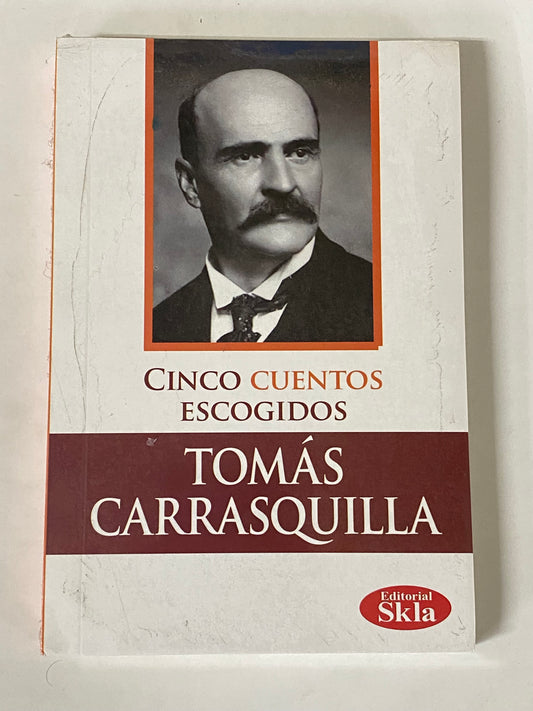 CINCO CUENTOS
ESCOGIDOS
TOMÁS
CARRASQUILLA
Editorial
Skla